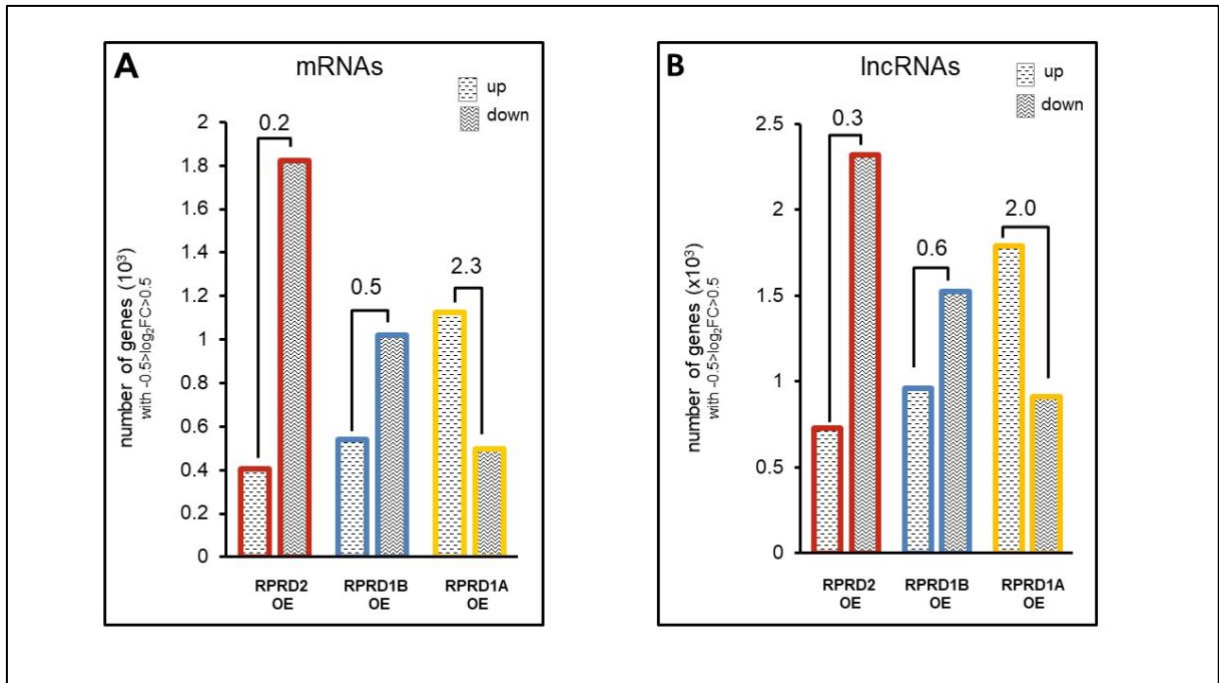 A
mRNAs
up
down
number of genes (10³)
with -0.5>log₂FC>0.5
2
1.8
1.6
1.4
1.2
1
0.8
0.6
0.4
0.2
0
0.2
0.5
2.3
RPRD2
OE
RPRD1B
OE
RPRD1A
OE
B
lncRNAs
up
down
number of genes (x10³)
with -0.5>log₂FC>0.5
2.5
2
1.5
1
0.5
0
0.3
0.6
2.0
RPRD2
OE
RPRD1B
OE
RPRD1A
OE